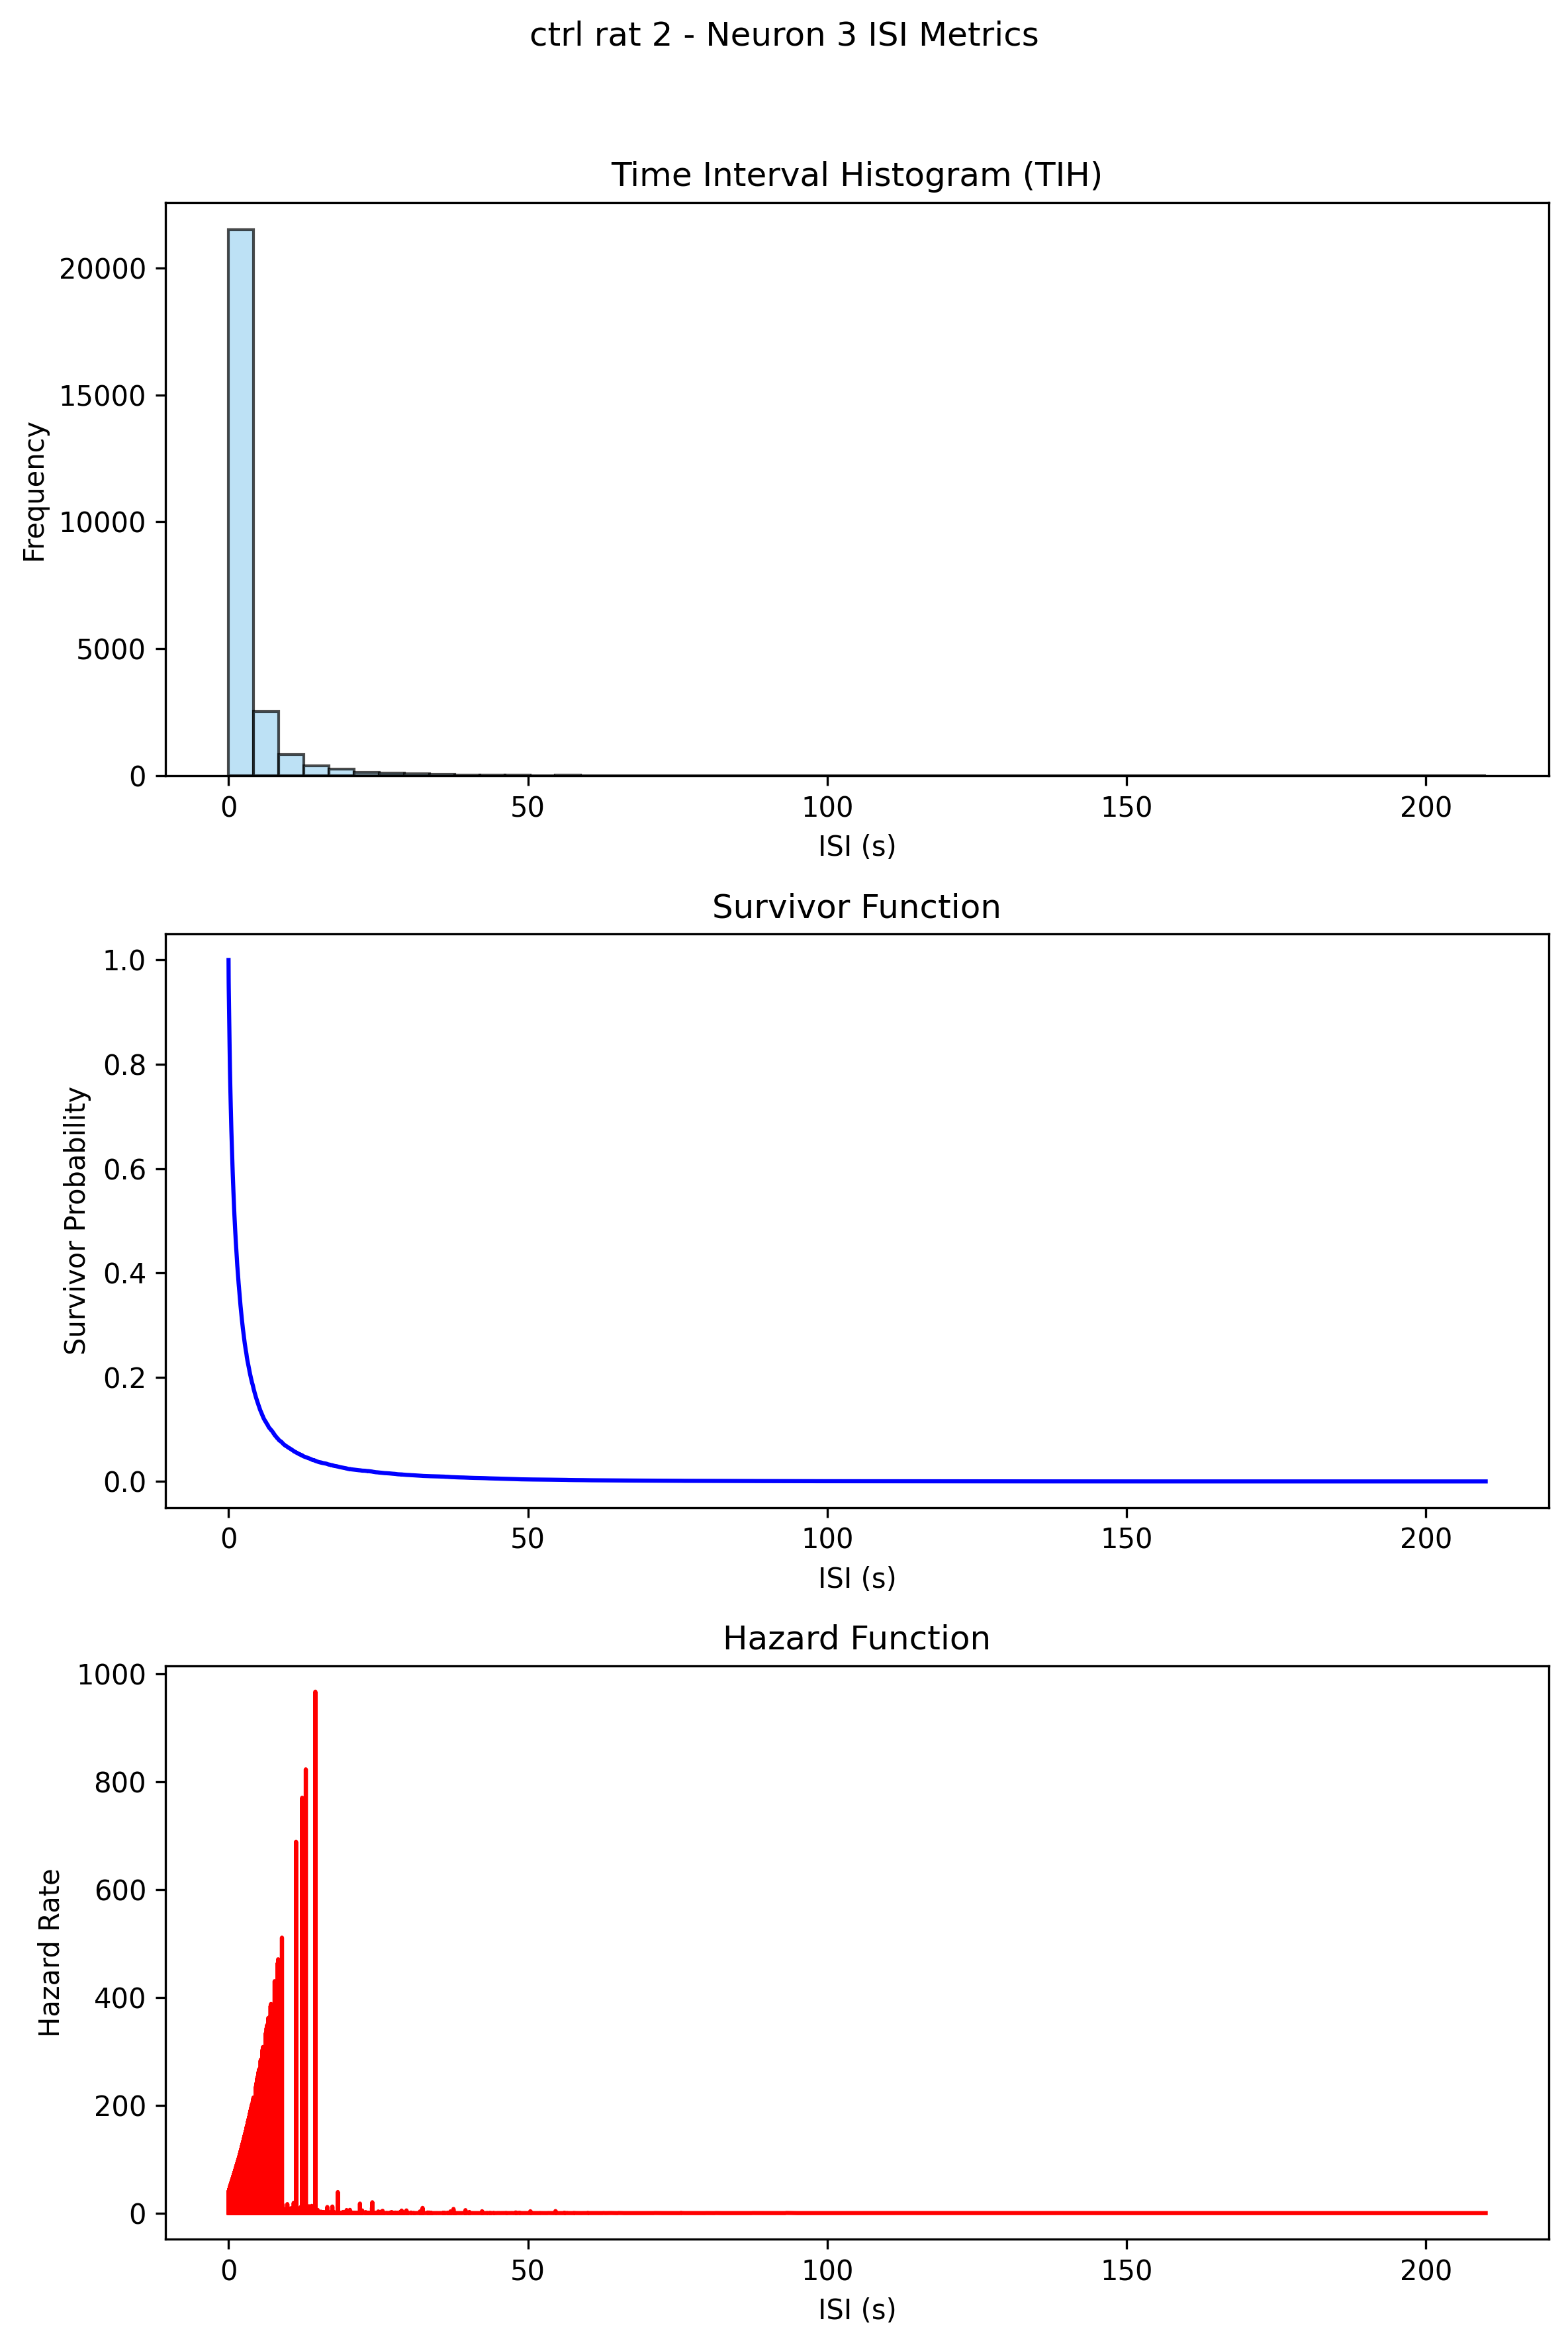 ctrl rat 2 - Neuron 3 ISI Metrics
Time Interval Histogram (TIH)
20000
15000
10000
5000
0
Frequency
0 50 100 150 200
ISI (s)
Survivor Function
1.0
0.8
0.6
0.4
0.2
0.0
Survivor Probability
0 50 100 150 200
ISI (s)
Hazard Function
1000
800
600
400
200
0
Hazard Rate
0 50 100 150 200
ISI (s)